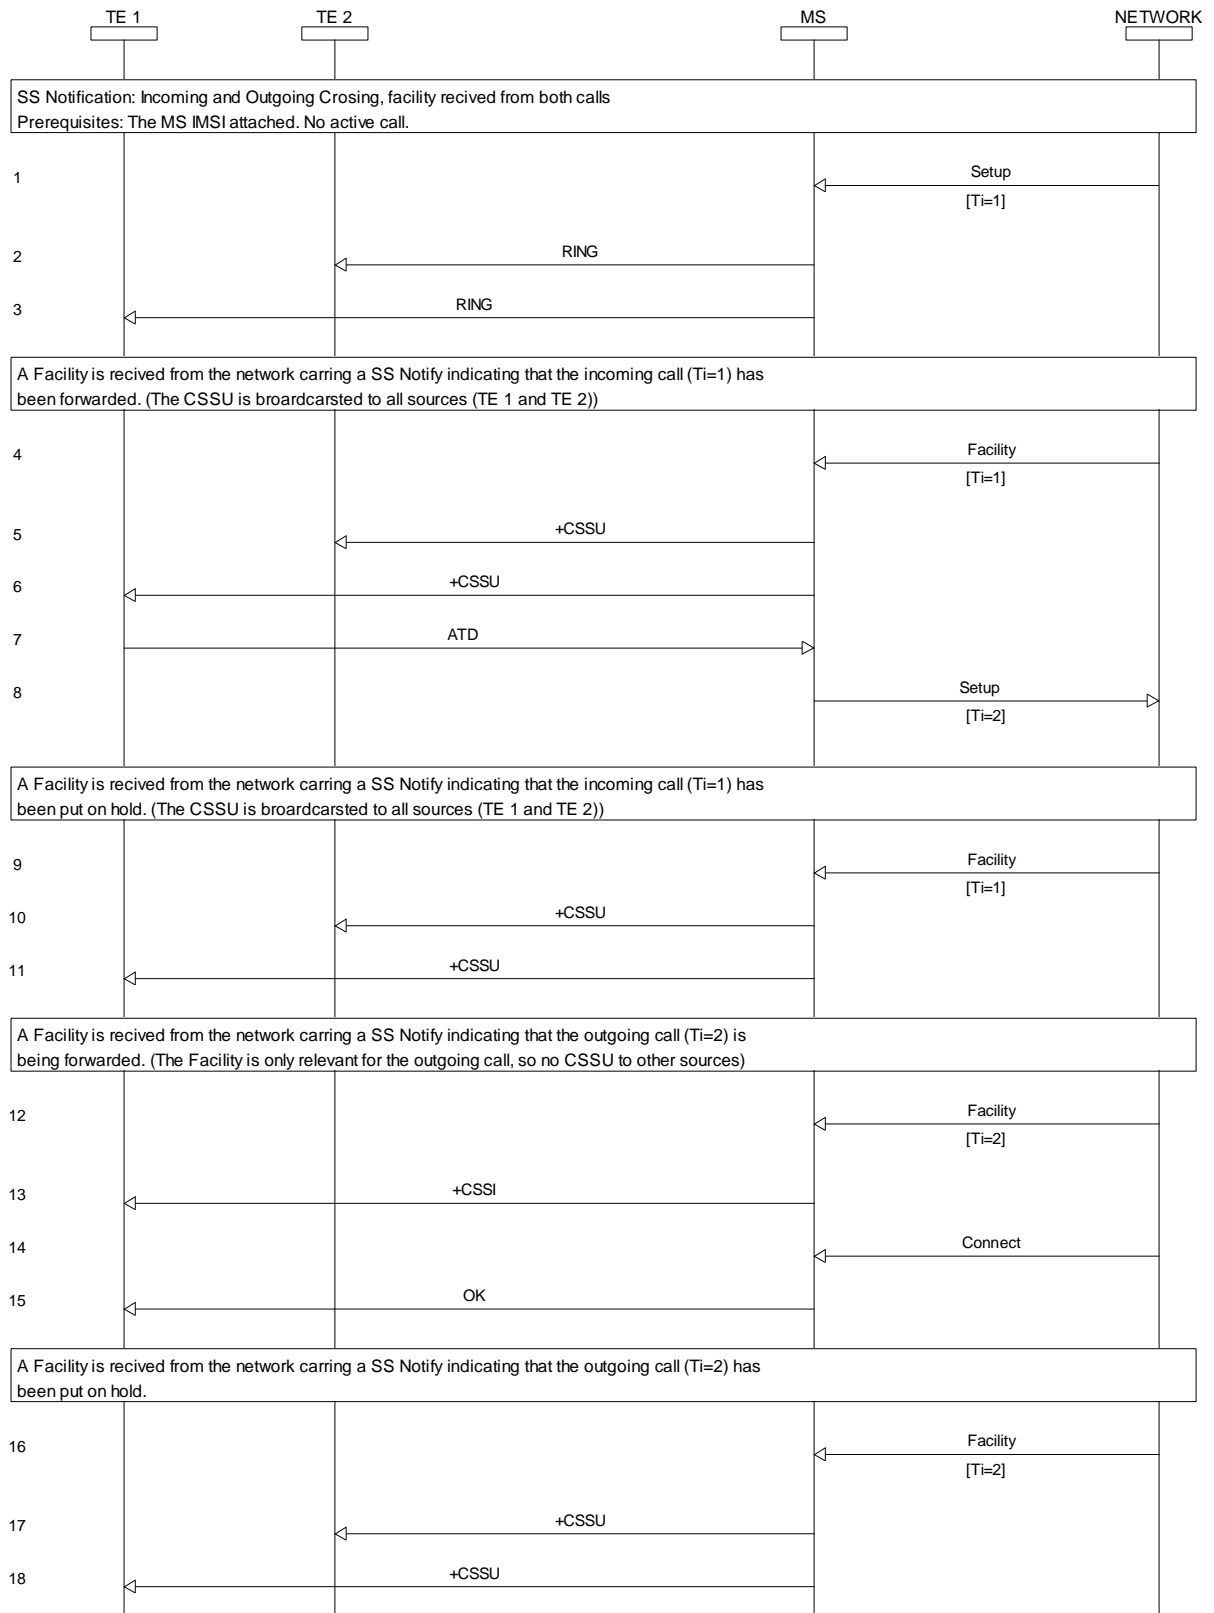 TE 1 TE 2 MS NETWORK
SS Notification: Incoming and Outgoing Crosing, facility recived from both calls
Prerequisites: The MS IMSI attached. No active call.
1 Setup
[Ti=1]
2 RING
3 RING
A Facility is recived from the network carring a SS Notify indicating that the incoming call (Ti=1) has
been forwarded. (The CSSU is broardcarsted to all sources (TE 1 and TE 2))
4 Facility
[Ti=1]
5 +CSSU
6 +CSSU
7 ATD
8 Setup
[Ti=2]
A Facility is recived from the network carring a SS Notify indicating that the incoming call (Ti=1) has
been put on hold. (The CSSU is broardcarsted to all sources (TE 1 and TE 2))
9 Facility
[Ti=1]
10 +CSSU
11 +CSSU
A Facility is recived from the network carring a SS Notify indicating that the outgoing call (Ti=2) is
being forwarded. (The Facility is only relevant for the outgoing call, so no CSSU to other sources)
12 Facility
[Ti=2]
13 +CSSI
14 Connect
15 OK
A Facility is recived from the network carring a SS Notify indicating that the outgoing call (Ti=2) has
been put on hold.
16 Facility
[Ti=2]
17 +CSSU
18 +CSSU